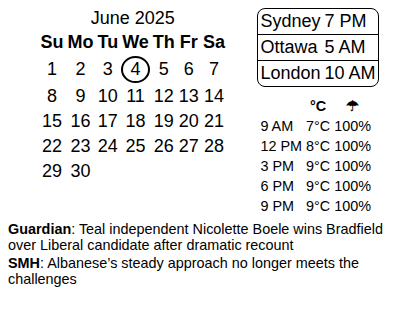 June 2025
Su Mo Tu We Th Fr Sa
1 2 3 4 5 6 7
8 9 10 11 12 13 14
15 16 17 18 19 20 21
22 23 24 25 26 27 28
29 30
Sydney 7 PM
Ottawa 5 AM
London 10 AM
°C ☂
9 AM 7°C 100%
12 PM 8°C 100%
3 PM 9°C 100%
6 PM 9°C 100%
9 PM 9°C 100%
Guardian: Teal independent Nicolette Boele wins Bradfield
over Liberal candidate after dramatic recount
SMH: Albanese’s steady approach no longer meets the
challenges